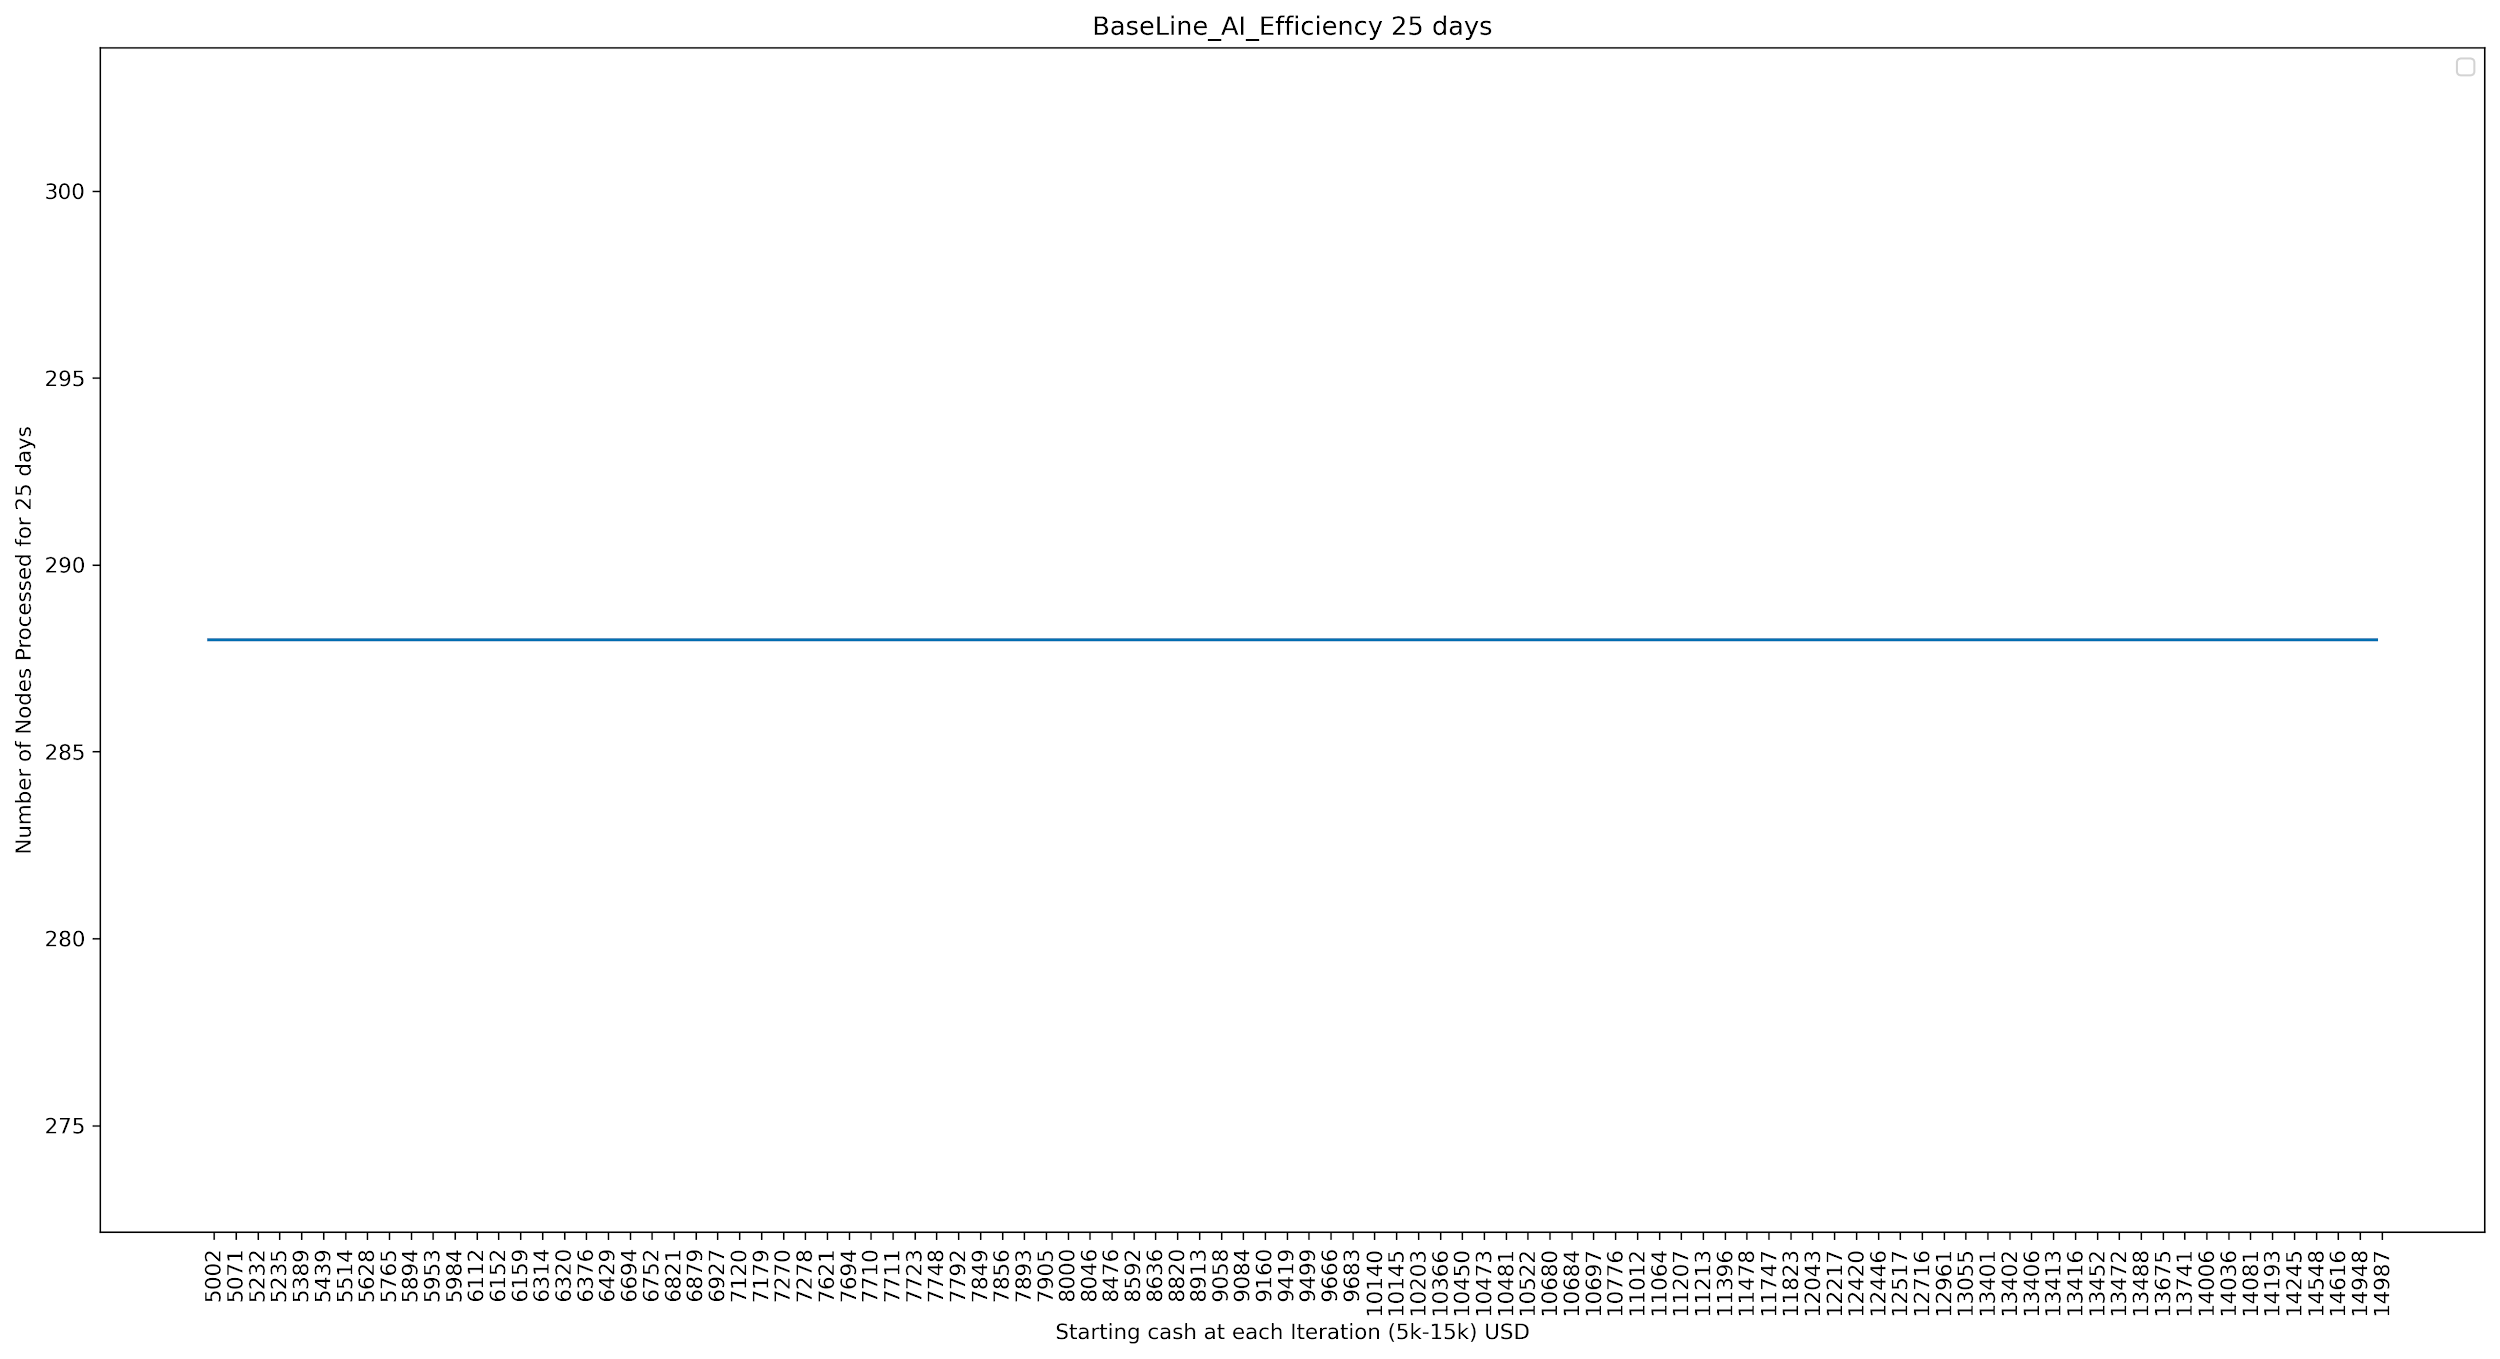 BaseLine_AI_Efficiency 25 days
Number of Nodes Processed for 25 days
300
295
290
285
280
275
5002 5071 5232 5235 5389 5439 5514 5628 5765 5894 5953 5984 6112 6152 6159 6314 6320 6376 6429 6694 6752 6821 6879 6927 7120 7179 7270 7278 7621 7694 7710 7711 7723 7748 7792 7849 7856 7893 7905 8000 8046 8476 8592 8636 8820 8913 9058 9084 9160 9419 9499 9666 9683 10140 10145 10203 10366 10450 10473 10481 10522 10680 10684 10697 10776 11012 11064 11207 11213 11396 11478 11747 11823 12043 12217 12420 12446 12517 12716 12961 13055 13401 13402 13406 13413 13416 13452 13472 13488 13675 13741 14006 14036 14081 14193 14245 14548 14616 14948 14987
Starting cash at each Iteration (5k-15k) USD